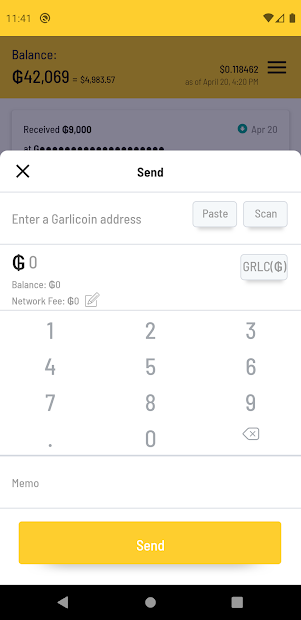 11:41
Balance:
₲42,069 = $4,983.57
$0.118462
as of April 20, 4:20 PM
Received ₲9,000
Apr 20
at G●●●●●●●●●●●●●●●●●●●●
Send
Enter a Garlicoin address
Paste
Scan
₲ 0
GRLC(₲)
Balance: ₲0
Network Fee: ₲0
1 2 3
4 5 6
7 8 9
. 0
Memo
Send